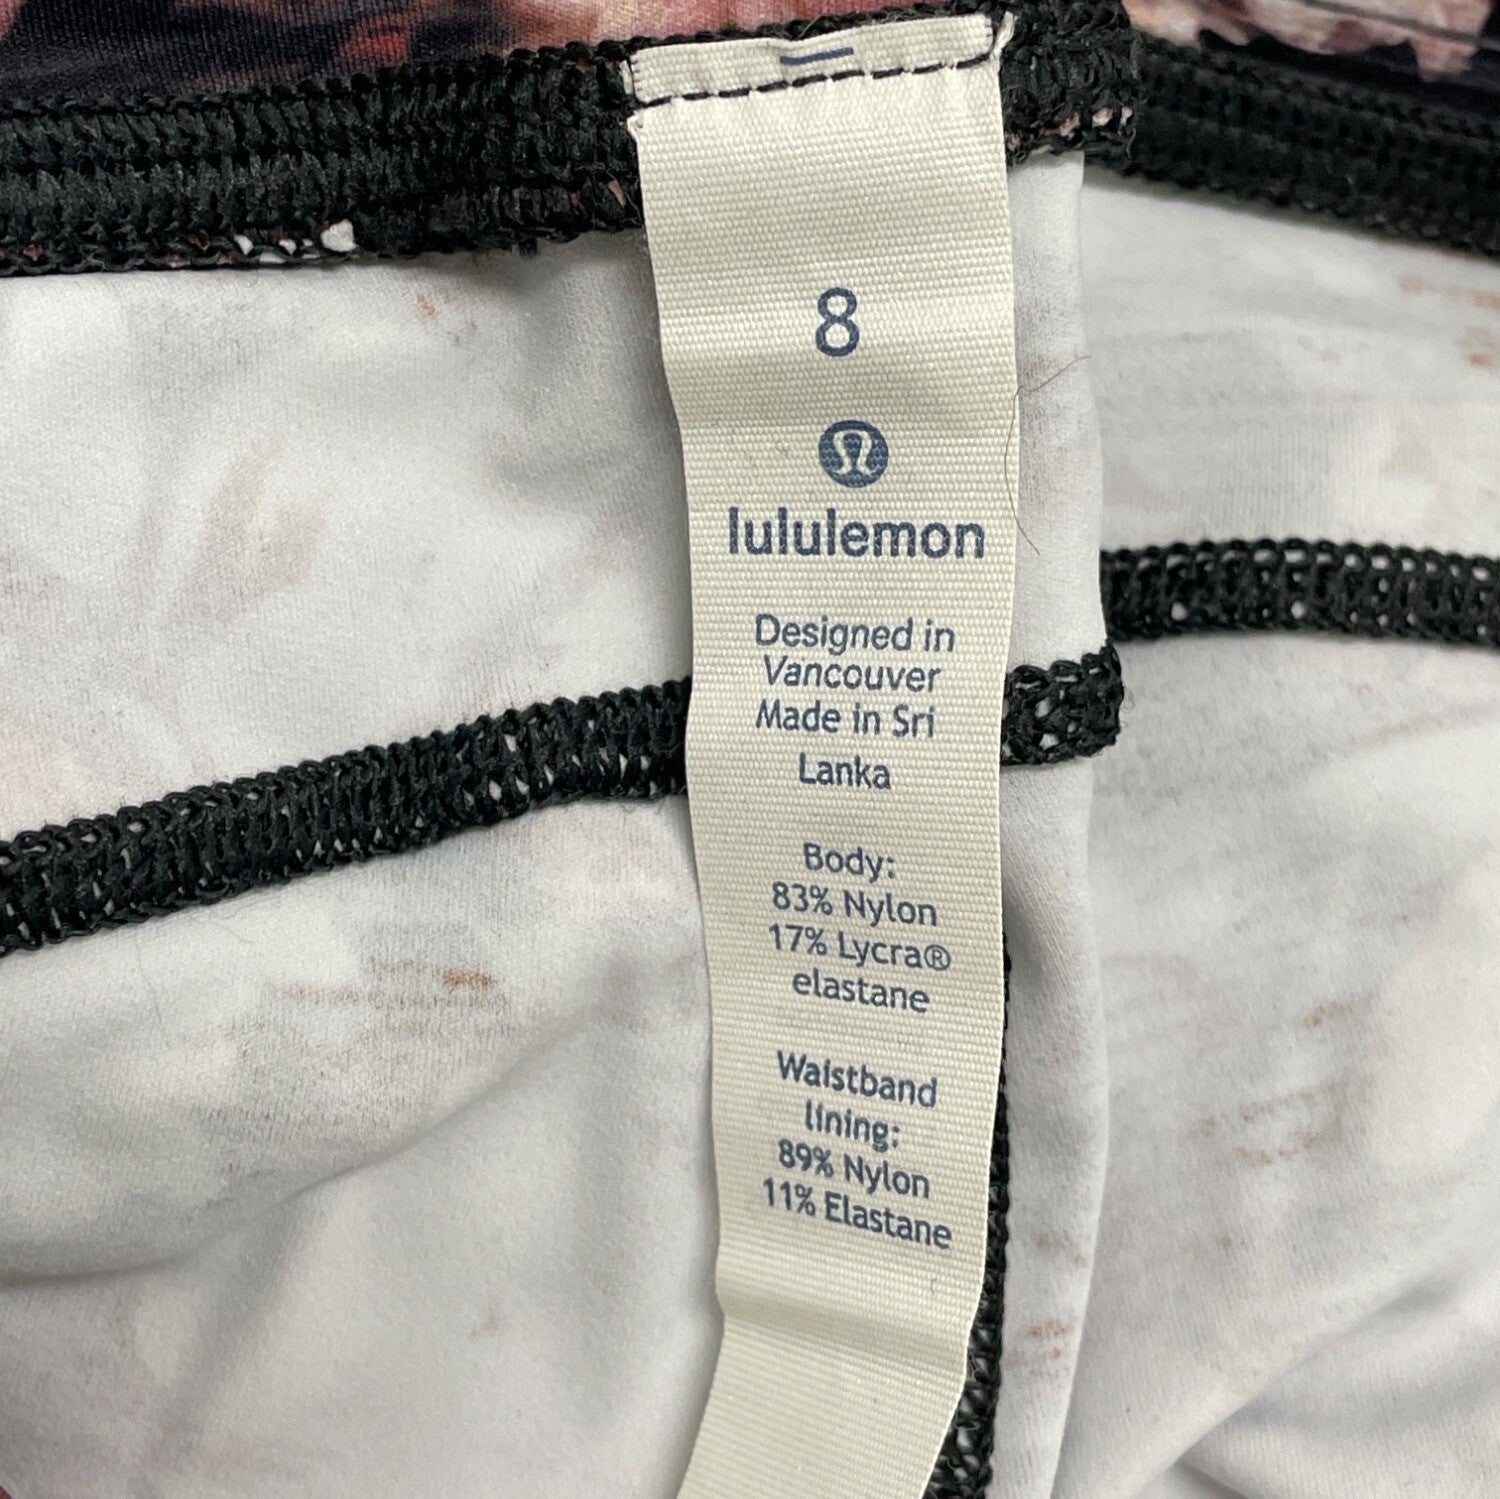 8
lululemon
Designed in
Vancouver
Made in Sri
Lanka
Body:
83% Nylon
17% Lycra®
elastane
Waistband
lining:
89% Nylon
11% Elastane